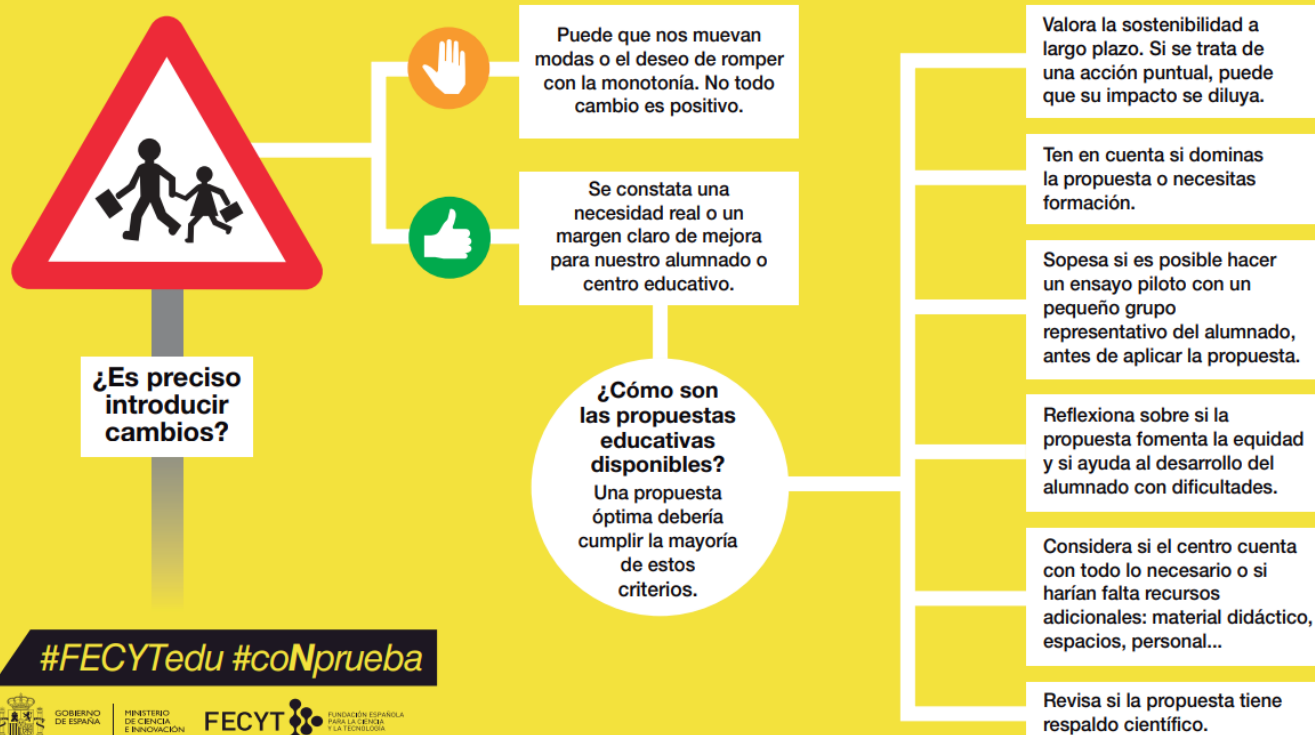 Puede que nos muevan
modas o el deseo de romper
con la monotonía. No todo
cambio es positivo.
Se constata una
necesidad real o un
margen claro de mejora
para nuestro alumnado o
centro educativo.
¿Es preciso
introducir
cambios?
¿Cómo son
las propuestas
educativas
disponibles?
Una propuesta
óptima debería
cumplir la mayoría
de estos
criterios.
Valora la sostenibilidad a
largo plazo. Si se trata de
una acción puntual, puede
que su impacto se diluya.
Ten en cuenta si dominas
la propuesta o necesitas
formación.
Sopesa si es posible hacer
un ensayo piloto con un
pequeño grupo
representativo del alumnado,
antes de aplicar la propuesta.
Reflexiona sobre si la
propuesta fomenta la equidad
y si ayuda al desarrollo del
alumnado con dificultades.
Considera si el centro cuenta
con todo lo necesario o si
harían falta recursos
adicionales: material didáctico,
espacios, personal...
Revisa si la propuesta tiene
respaldo científico.
#FECYTedu #coNprueba
GOBIERNO
DE ESPAÑA
MINISTERIO
DE CIENCIA
E INNOVACIÓN
FECYT
FUNDACIÓN ESPAÑOLA
PARA LA CIENCIA
Y LA TECNOLOGÍA